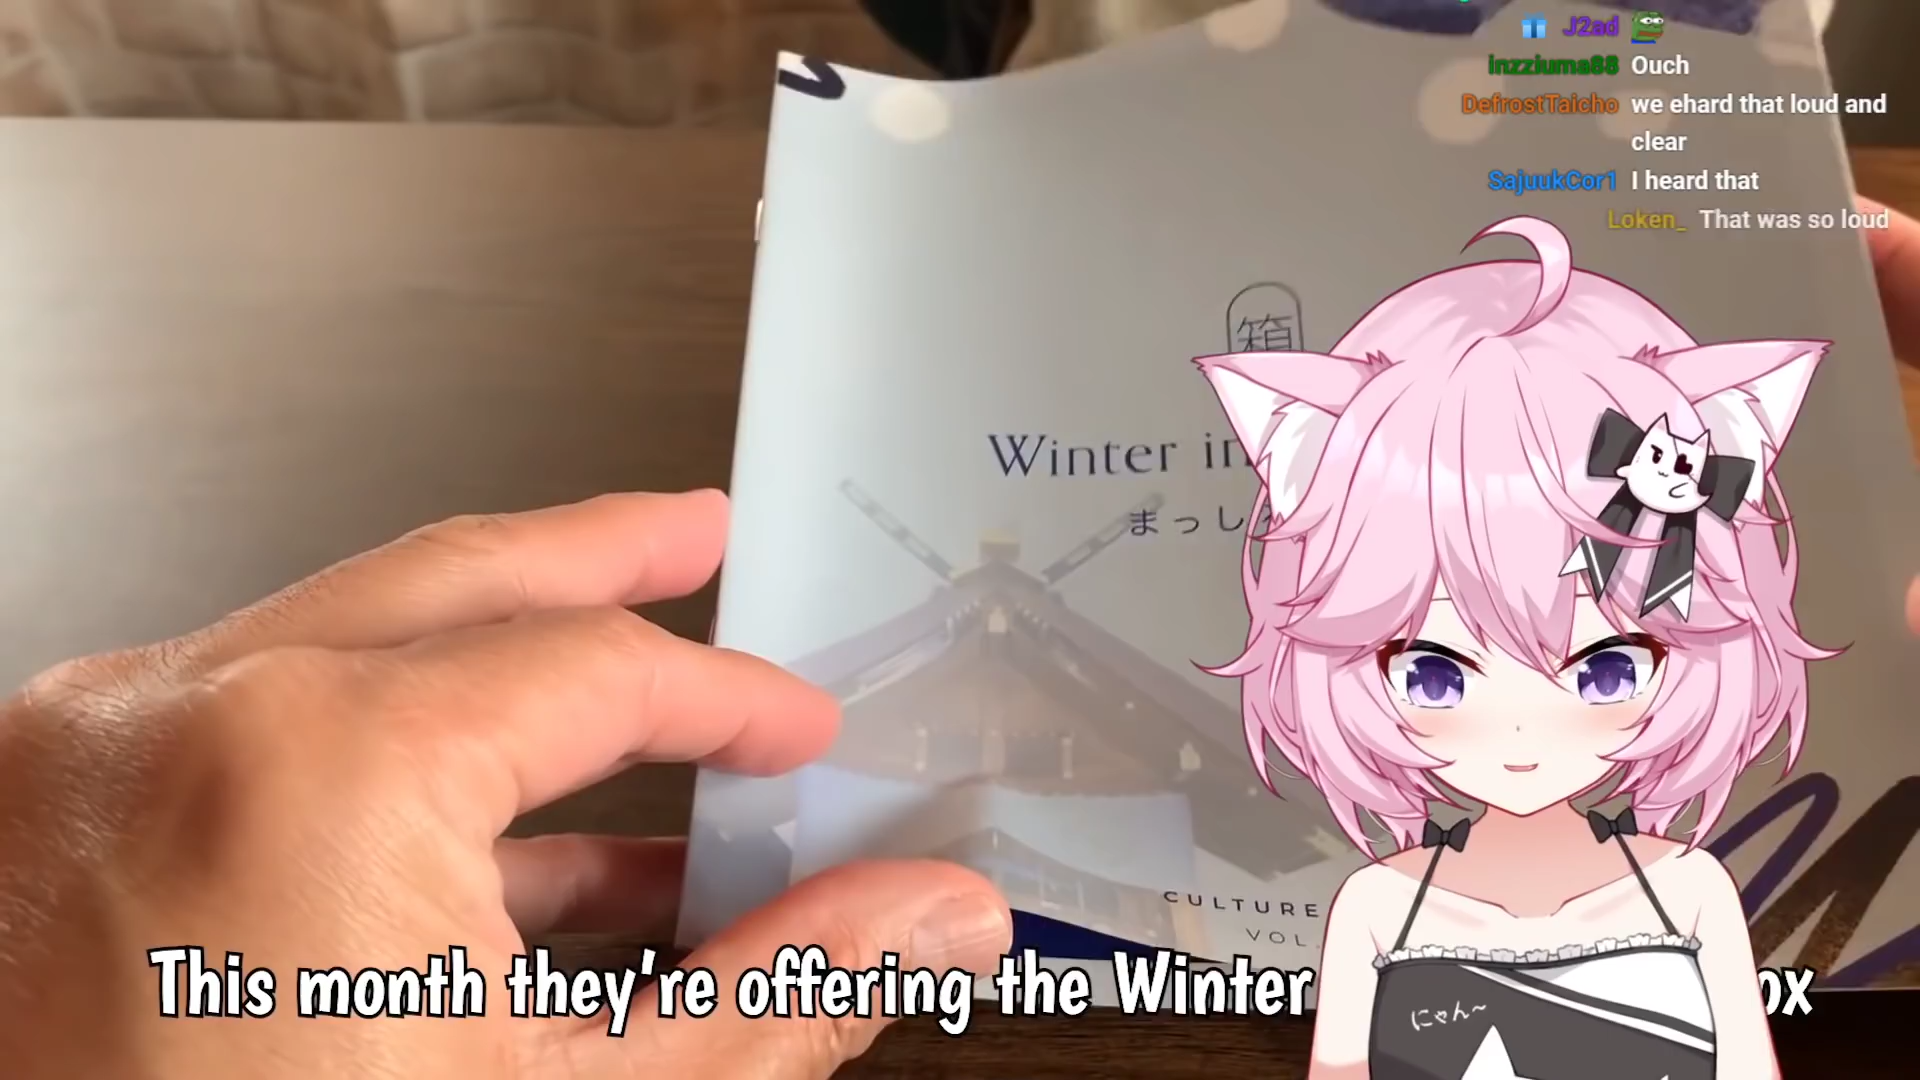 J2ad
inzziuma88 Ouch
DefrostTaicho we ehard that loud and
clear
SajuukCor1 I heard that
Loken_ That was so loud
箱
Winter in
まっし
CULTURE
VOL.
にゃん~
This month they're offering the Winter ox